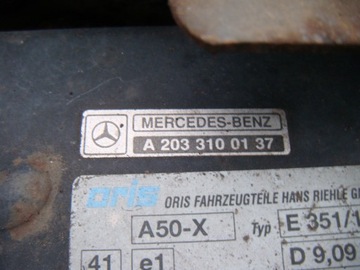 MERCEDES-BENZ
A 203 310 01 37
oris ORIS FAHRZEUGTEILE HANS RIEHLE G
A50-X Typ E 351/
41 e1 D 9,09